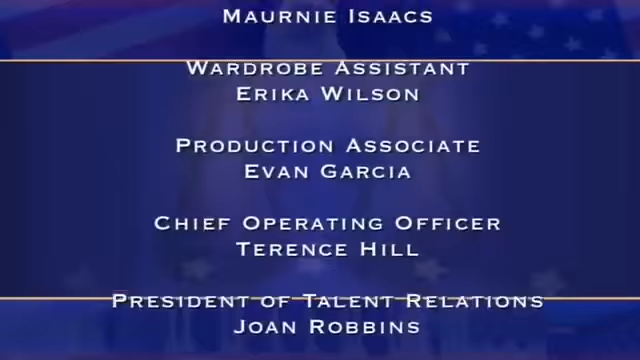 Maurnie Isaacs
Wardrobe Assistant
Erika Wilson
Production Associate
Evan Garcia
Chief Operating Officer
Terence Hill
President of Talent Relations
Joan Robbins